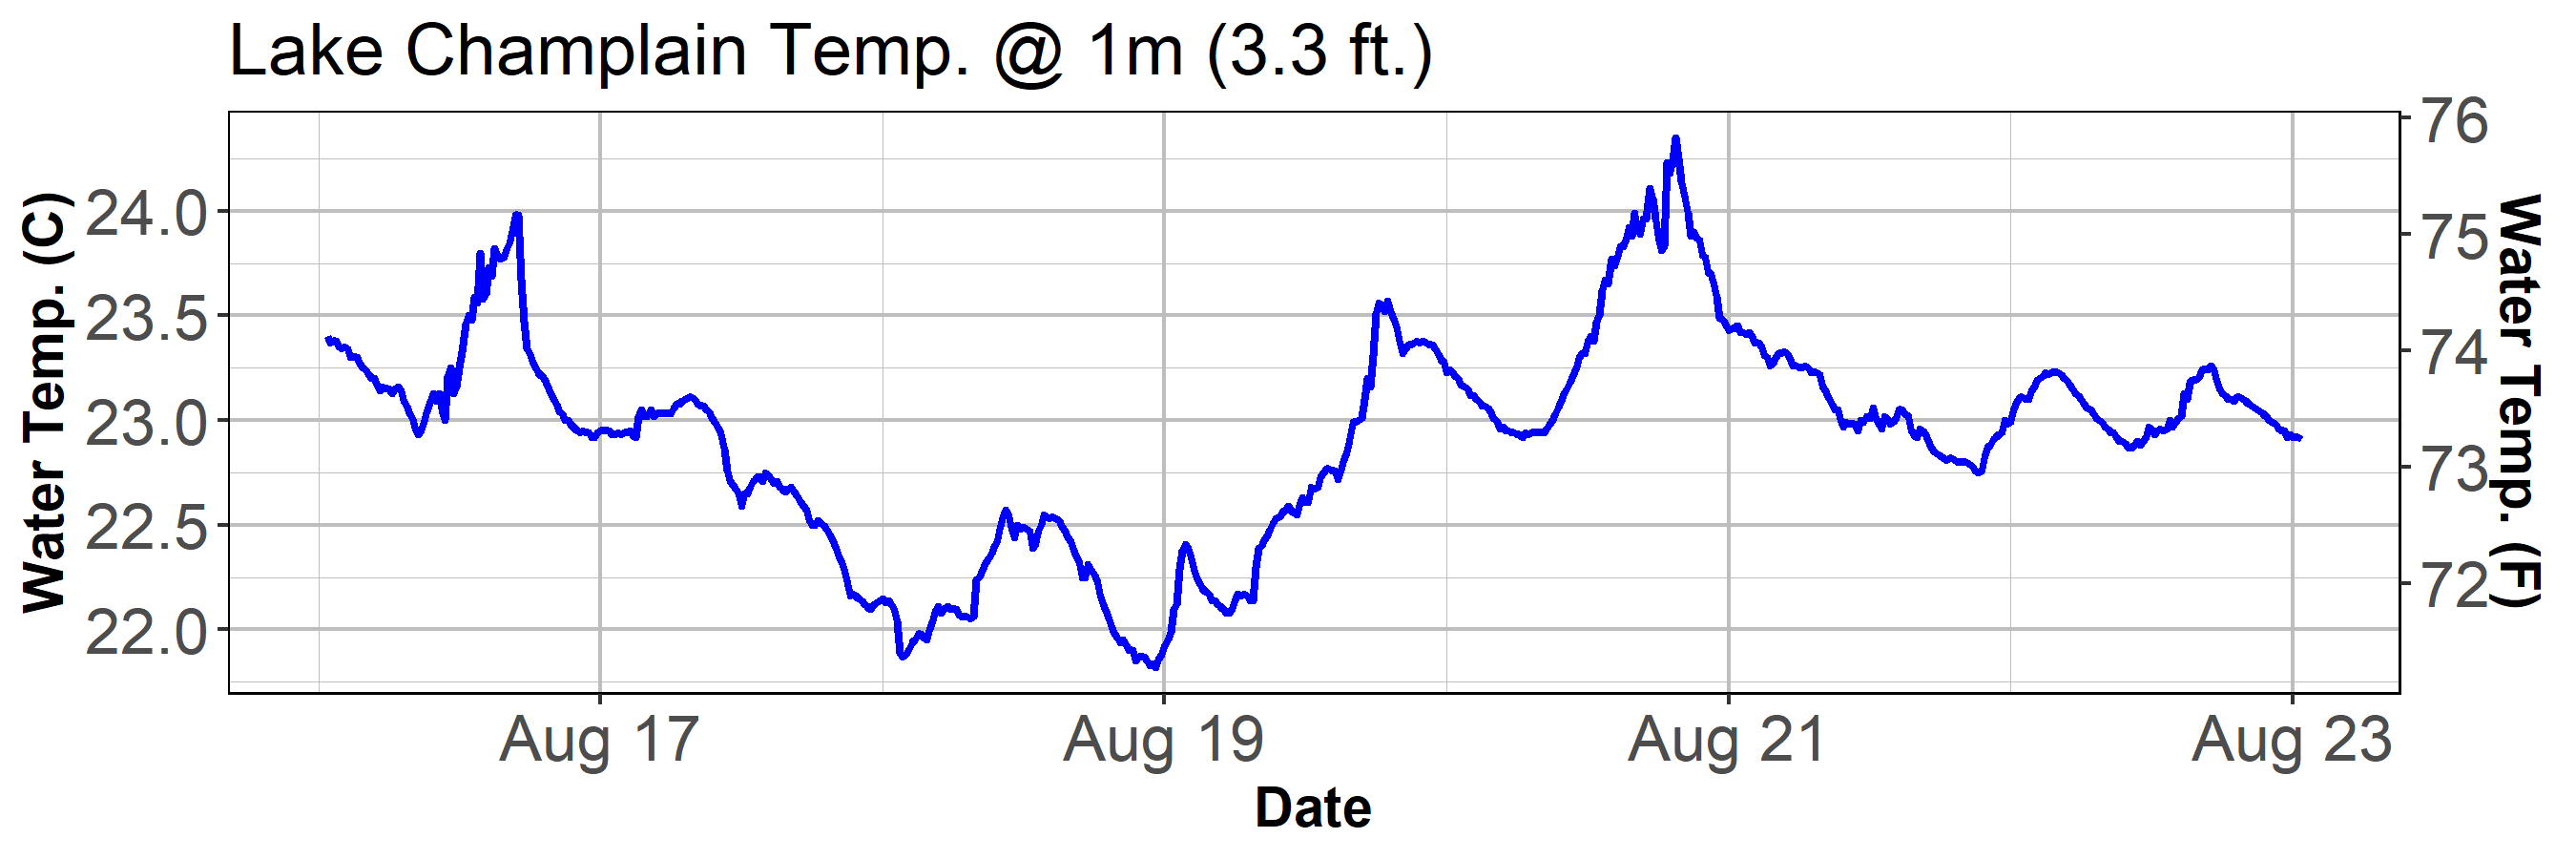 Lake Champlain Temp. @ 1m (3.3 ft.)
Water Temp. (C)
24.0
23.5
23.0
22.5
22.0
76
75
74
73
72
Water Temp. (F)
Aug 17
Aug 19
Aug 21
Aug 23
Date